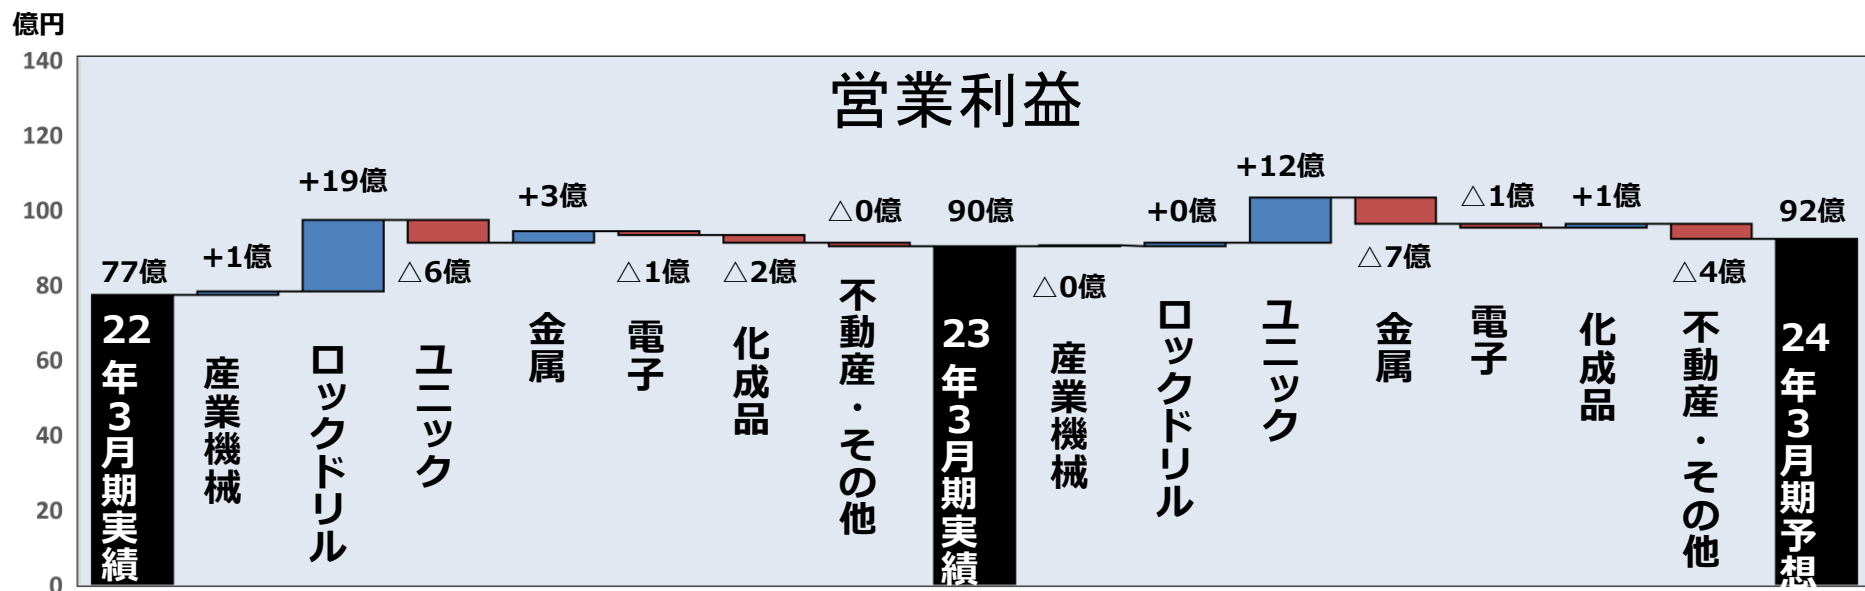 億円
営業利益
140
120
100
80
60
40
20
0
77億
+1億
+19億
△6億
+3億
△1億
△2億
△0億
90億
△0億
+0億
+12億
△7億
△1億
+1億
△4億
92億
22年3月期実績
産業機械
ロックドリル
ユニック
金属
電子
化成品
不動産・その他
23年3月期実績
産業機械
ロックドリル
ユニック
金属
電子
化成品
不動産・その他
24年3月期予想